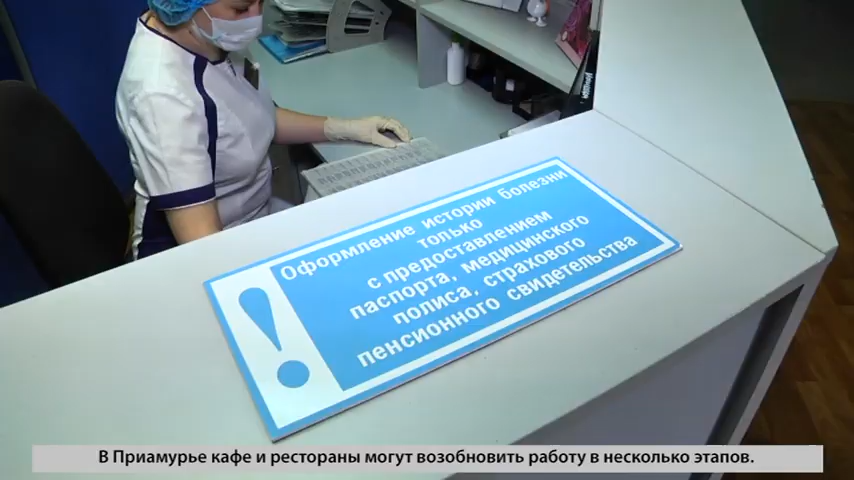 Оформление истории болезни
только
с предоставлением
паспорта, медицинского
полиса, страхового
пенсионного свидетельства
!
В Приамурье кафе и рестораны могут возобновить работу в несколько этапов.